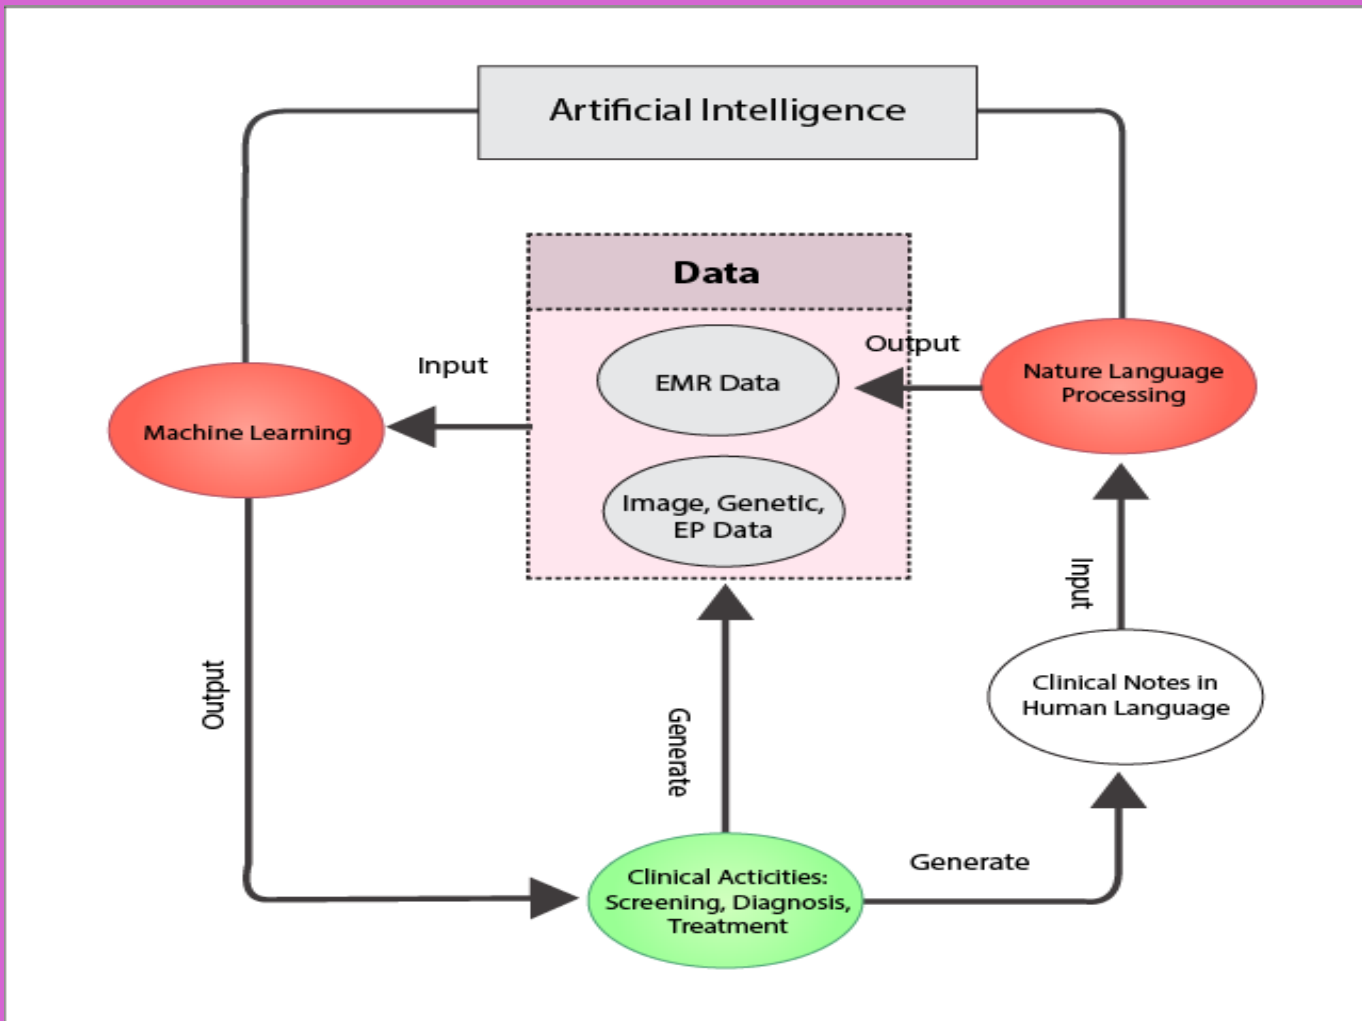 Artificial Intelligence
Data
Output
Input
EMR Data
Nature Language
Processing
Machine Learning
Image, Genetic,
EP Data
Input
Output
Generate
Clinical Notes in
Human Language
Generate
Clinical Acticities:
Screening, Diagnosis,
Treatment